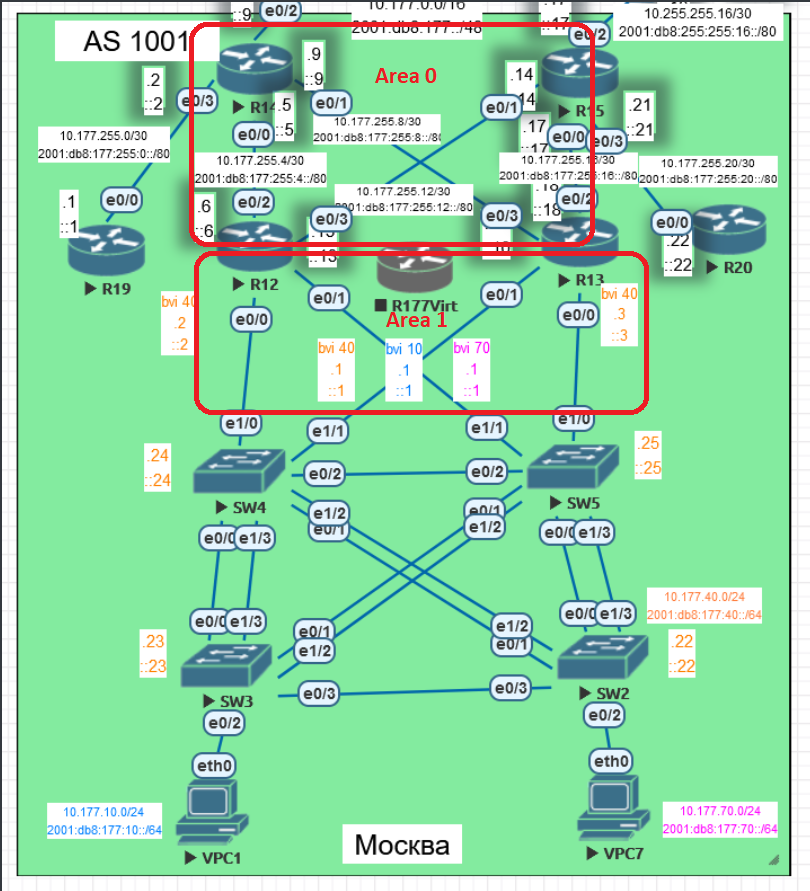 ::9
e0/2
10.177.0.0/16
2001:db8:177::/48
::17
e0/2
10.255.255.16/30
2001:db8:255:255:16::/80
AS 1001
Area 0
.2
::2
e0/3
R14
.9
::9
.5
::5
e0/1
e0/0
.14
e0/1
R15
.21
::21
.17
::17
e0/0
e0/3
10.177.255.0/30
2001:db8:177:255:0::/80
10.177.255.8/30
2001:db8:177:255:8::/80
10.177.255.4/30
2001:db8:177:255:4::/80
2001:db8:177:255:16::/80
10.177.255.20/30
2001:db8:177:255:20::/80
10.177.255.12/30
2001:db8:177:255:12::/80
.1
::1
e0/0
R19
.6
::6
e0/2
e0/3
R12
e0/3
e0/2
.18
::18
R13
e0/0
.22
::22
R20
R177Virt
Area 1
bvi 40
.2
::2
e0/0
e0/1
e0/1
e0/0
bvi 40
.3
::3
bvi 40
.1
::1
bvi 10
.1
::1
bvi 70
.1
::1
e1/0
e1/1
e1/1
e1/0
.24
::24
SW4
e0/2
e0/2
SW5
.25
::25
e1/2
e0/1
e0/1
e1/2
e0/0
e1/3
e0/0
e1/3
e0/0
e1/3
e0/0
e1/3
10.177.40.0/24
2001:db8:177:40::/64
.23
::23
e0/1
e1/2
e1/2
e0/1
.22
::22
SW3
e0/3
e0/3
SW2
e0/2
e0/2
eth0
eth0
10.177.10.0/24
2001:db8:177:10::/64
VPC1
Москва
VPC7
10.177.70.0/24
2001:db8:177:70::/64